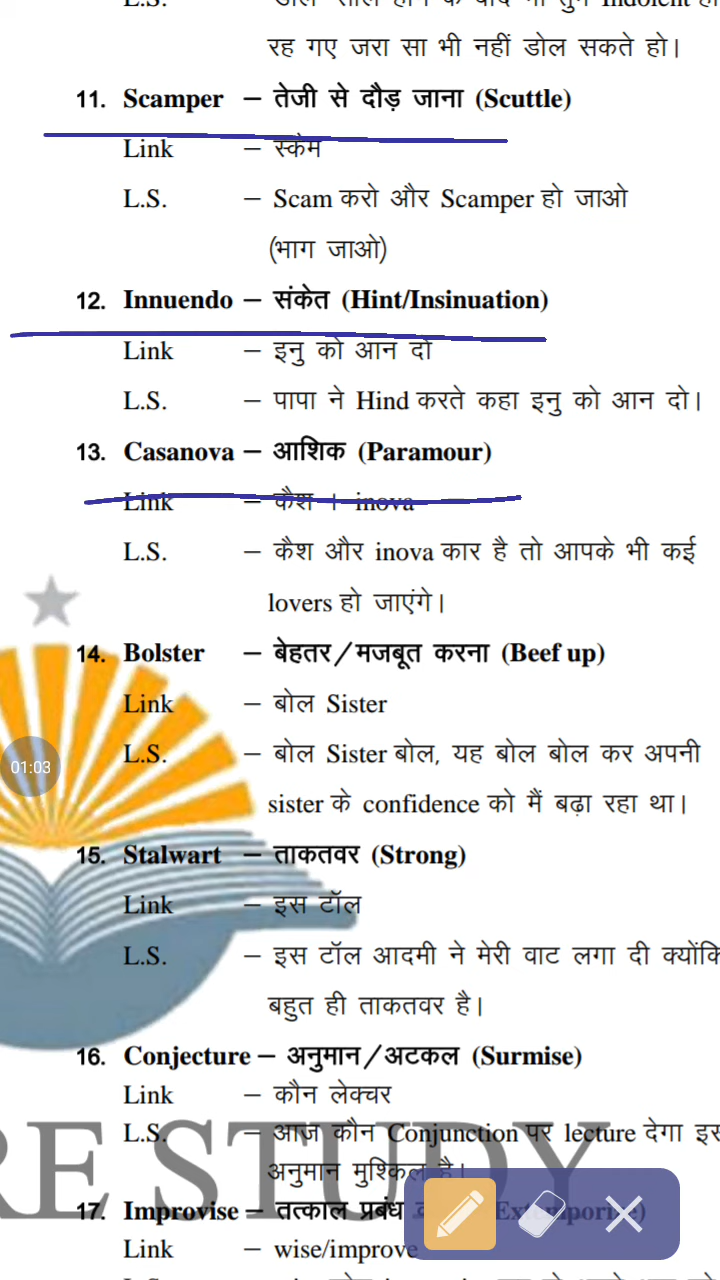 रह गए जरा सा भी नहीं डोल सकते हो।
11. Scamper – तेजी से दौड़ जाना (Scuttle)
Link – स्कैम
L.S. – Scam करो और Scamper हो जाओ
(भाग जाओ)
12. Innuendo – संकेत (Hint/Insinuation)
Link – इनु को आन दो
L.S. – पापा ने Hind करते कहा इनु को आन दो।
13. Casanova – आशिक (Paramour)
Link – कैश । inova
L.S. – कैश और inova कार है तो आपके भी कई
lovers हो जाएंगे।
14. Bolster – बेहतर/मजबूत करना (Beef up)
Link – बोल Sister
L.S. – बोल Sister बोल, यह बोल बोल कर अपनी
01:03
sister के confidence को मैं बढ़ा रहा था।
15. Stalwart – ताकतवर (Strong)
Link – इस टॉल
L.S. – इस टॉल आदमी ने मेरी वाट लगा दी क्योंकि
बहुत ही ताकतवर है।
16. Conjecture – अनुमान/अटकल (Surmise)
Link – कौन लेक्चर
L.S. – आज कौन Conjunction पर lecture देगा इस
अनुमान मुश्किल है।
RE STUDY
17. Improvise – तत्काल प्रबंध
Link – wise/improve